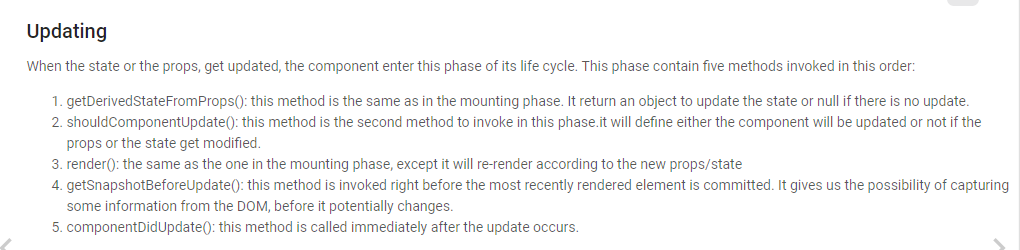 Updating
When the state or the props, get updated, the component enter this phase of its life cycle. This phase contain five methods invoked in this order:
1. getDerivedStateFromProps(): this method is the same as in the mounting phase. It return an object to update the state or null if there is no update.
2. shouldComponentUpdate(): this method is the second method to invoke in this phase.it will define either the component will be updated or not if the
props or the state get modified.
3. render(): the same as the one in the mounting phase, except it will re-render according to the new props/state
4. getSnapshotBeforeUpdate(): this method is invoked right before the most recently rendered element is committed. It gives us the possibility of capturing
some information from the DOM, before it potentially changes.
5. componentDidUpdate(): this method is called immediately after the update occurs.